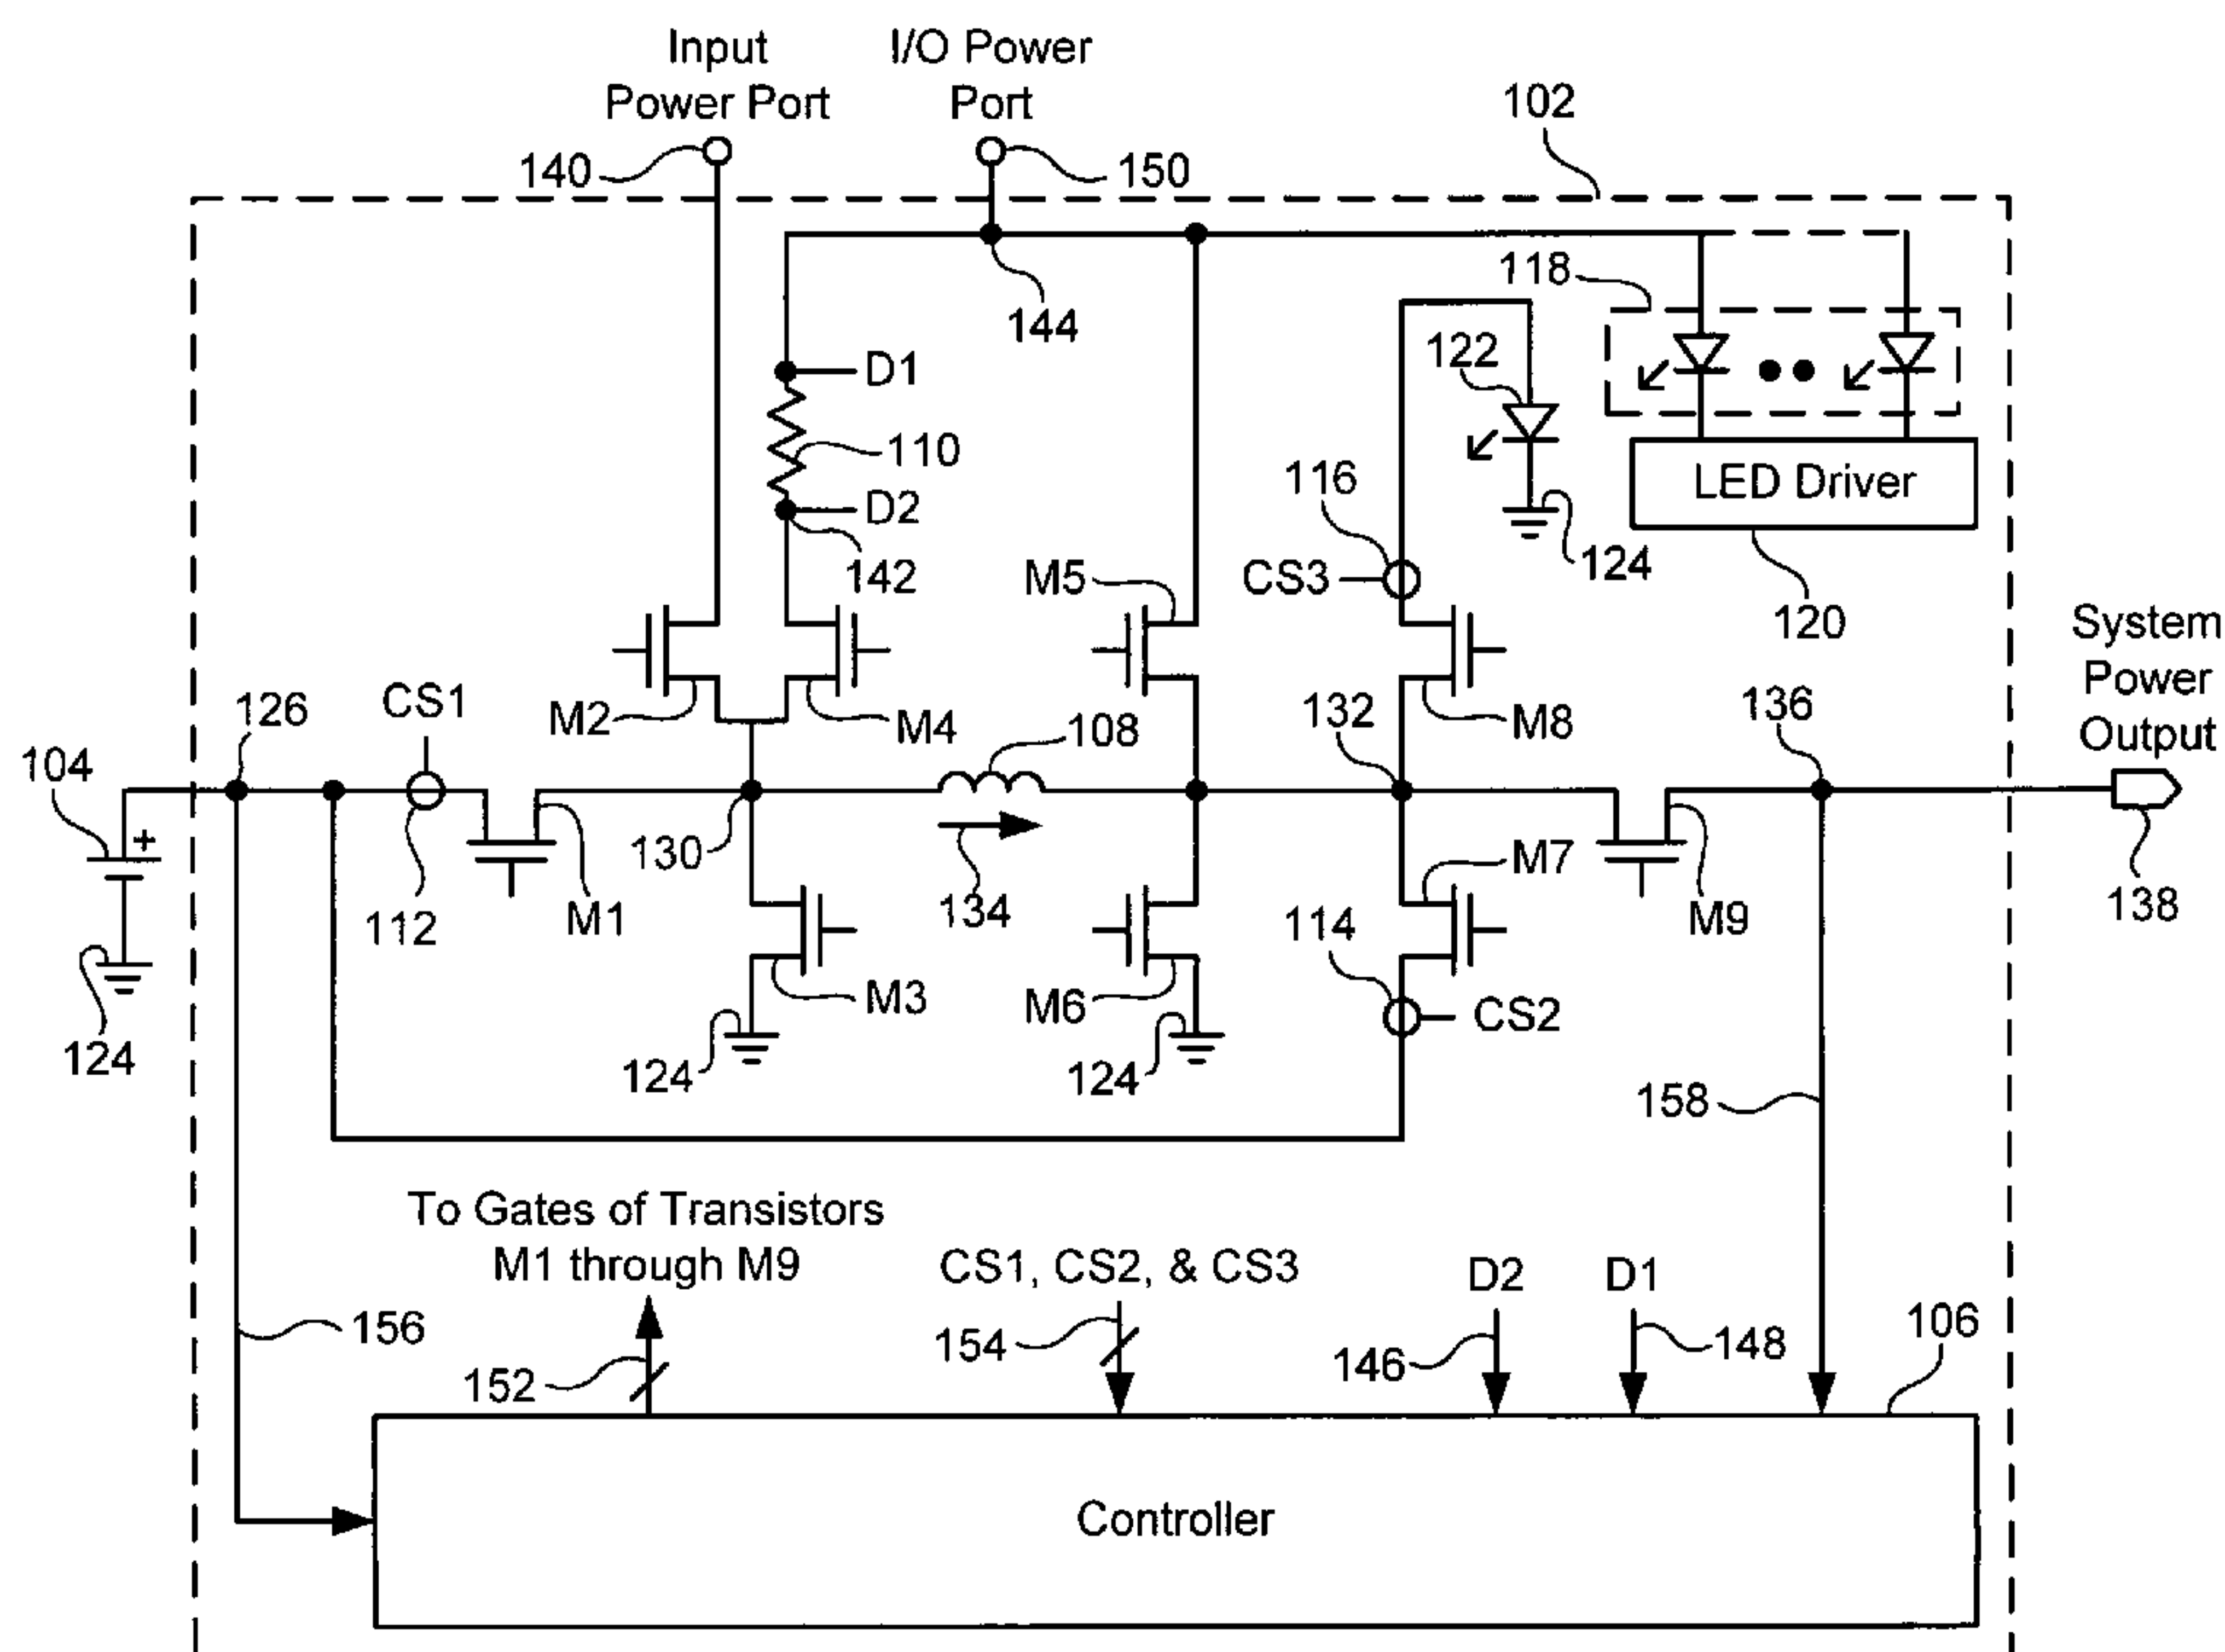 Input
Power Port
I/O Power
Port
102
140
150
118
144
D1
122
110
116
LED Driver
D2
142
M5
CS3
124
120
System
Power
Output
126
CS1
M2
M4
108
132
M8
136
104
+
130
M7
112
M1
134
114
M9
138
M3
M6
CS2
124
124
124
158
To Gates of Transistors
M1 through M9
CS1, CS2, & CS3
D2
D1
156
152
154
146
148
106
Controller